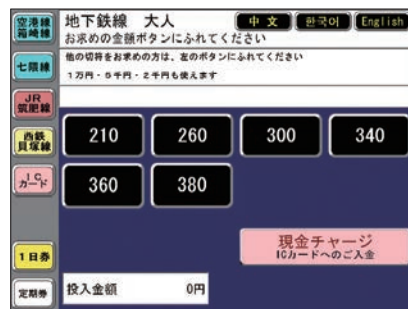 空港線
箱崎線
地下鉄線 大人
中 文
한국어
English
お求めの金額ボタンにふれてください
七隈線
他の切符をお求めの方は、左のボタンにふれてください
1万円・5千円・2千円も使えます
JR
筑肥線
西鉄
貝塚線
210
260
300
340
ICカード
360
380
現金チャージ
ICカードへのご入金
1日券
定期券
投入金額 0円